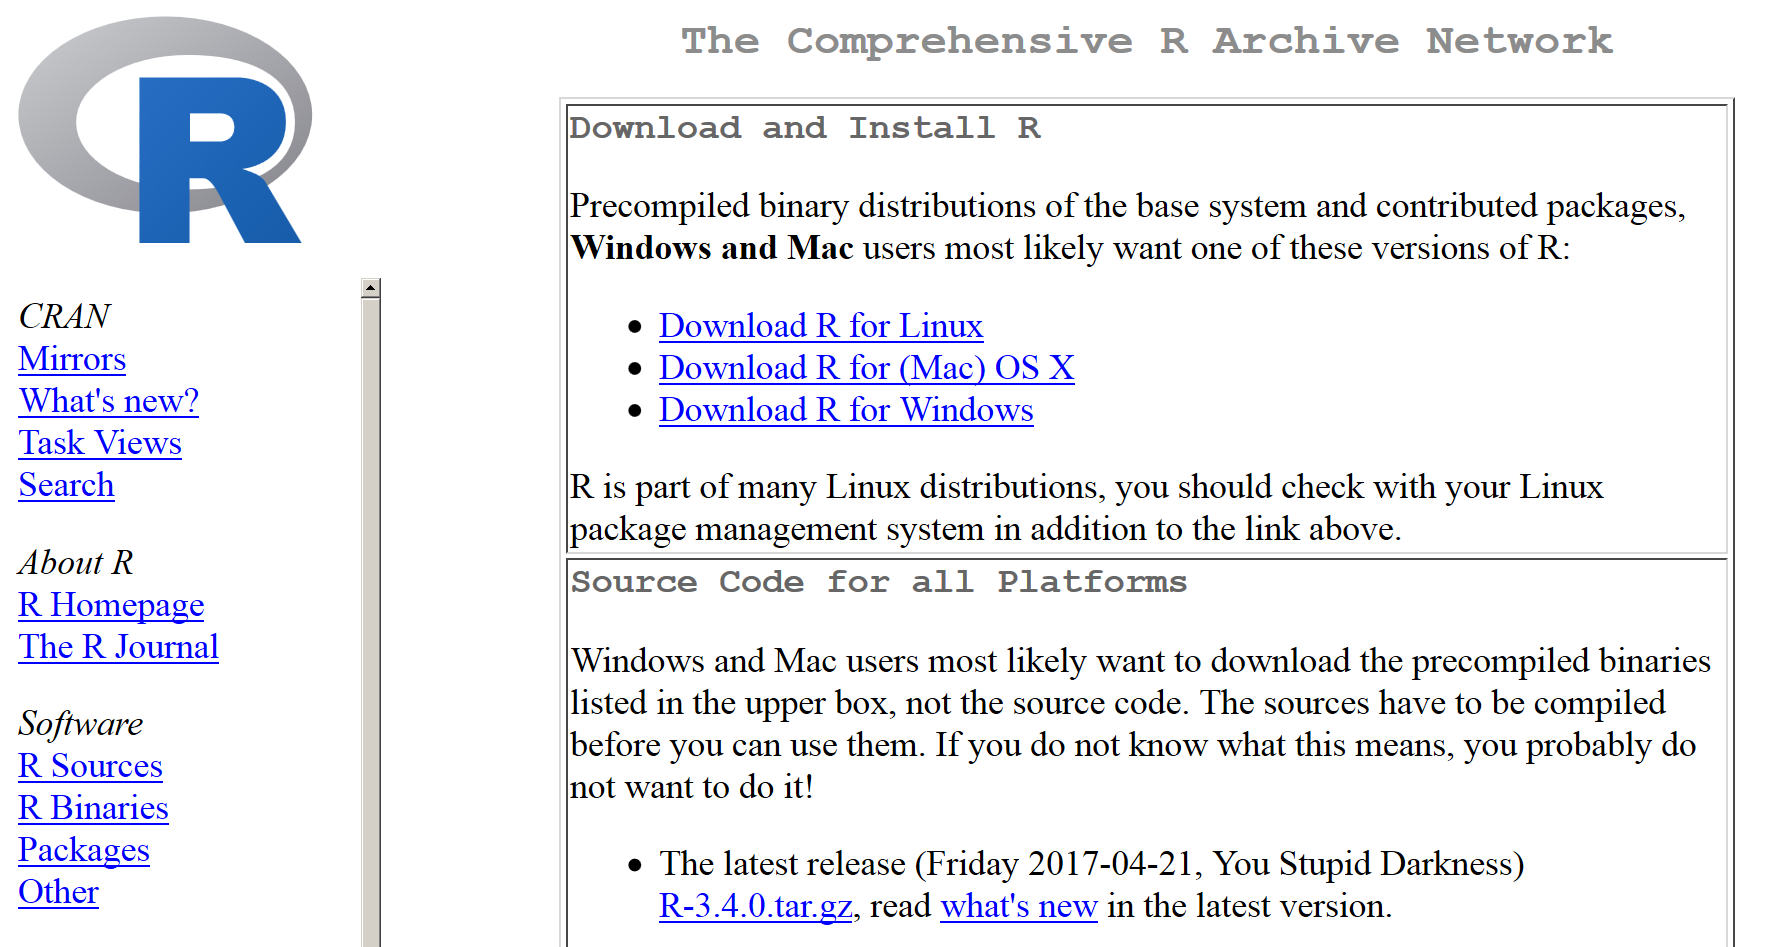 R
CRAN
Mirrors
What's new?
Task Views
Search
About R
R Homepage
The R Journal
Software
R Sources
R Binaries
Packages
Other
The Comprehensive R Archive Network
Download and Install R
Precompiled binary distributions of the base system and contributed packages,
Windows and Mac users most likely want one of these versions of R:
Download R for Linux
Download R for (Mac) OS X
Download R for Windows
R is part of many Linux distributions, you should check with your Linux
package management system in addition to the link above.
Source Code for all Platforms
Windows and Mac users most likely want to download the precompiled binaries
listed in the upper box, not the source code. The sources have to be compiled
before you can use them. If you do not know what this means, you probably do
not want to do it!
The latest release (Friday 2017-04-21, You Stupid Darkness)
R-3.4.0.tar.gz, read what's new in the latest version.